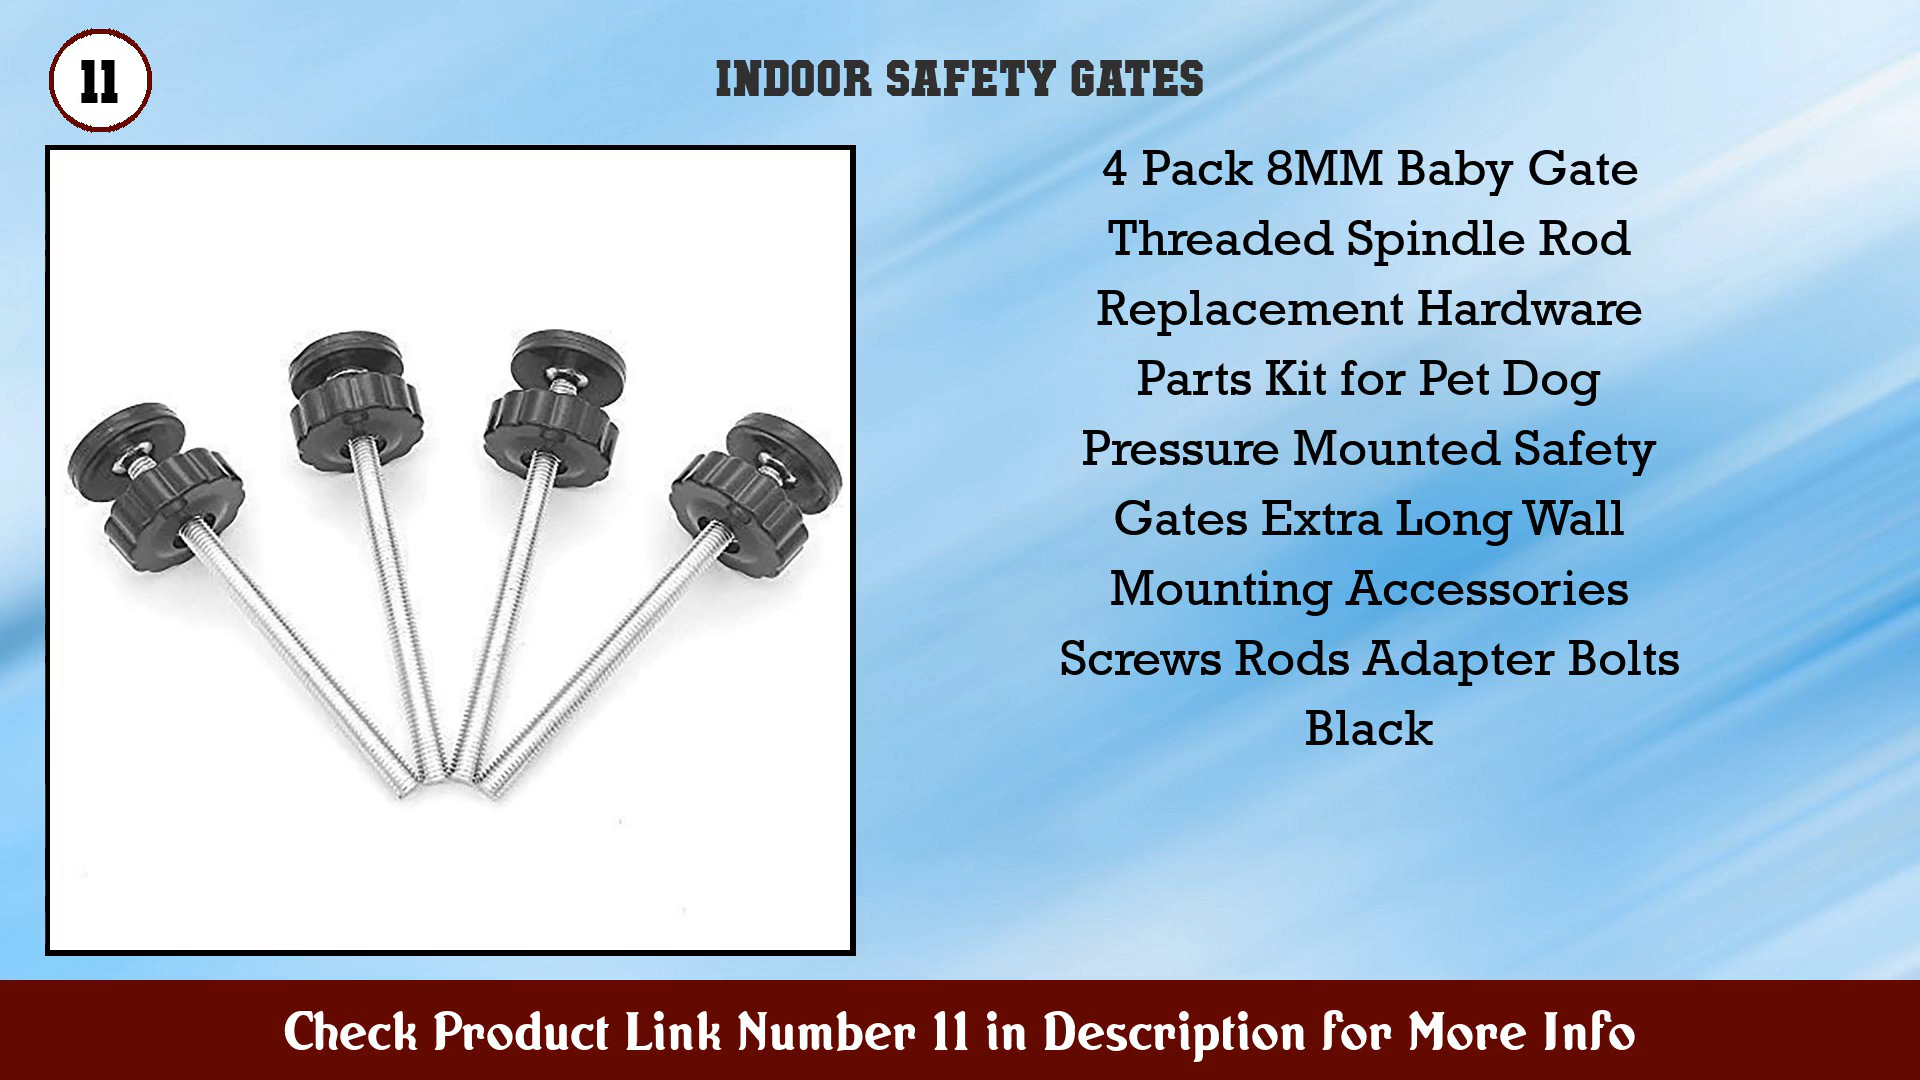 11
INDOOR SAFETY GATES
4 Pack 8MM Baby Gate
Threaded Spindle Rod
Replacement Hardware
Parts Kit for Pet Dog
Pressure Mounted Safety
Gates Extra Long Wall
Mounting Accessories
Screws Rods Adapter Bolts
Black
Check Product Link Number 11 in Description for More Info